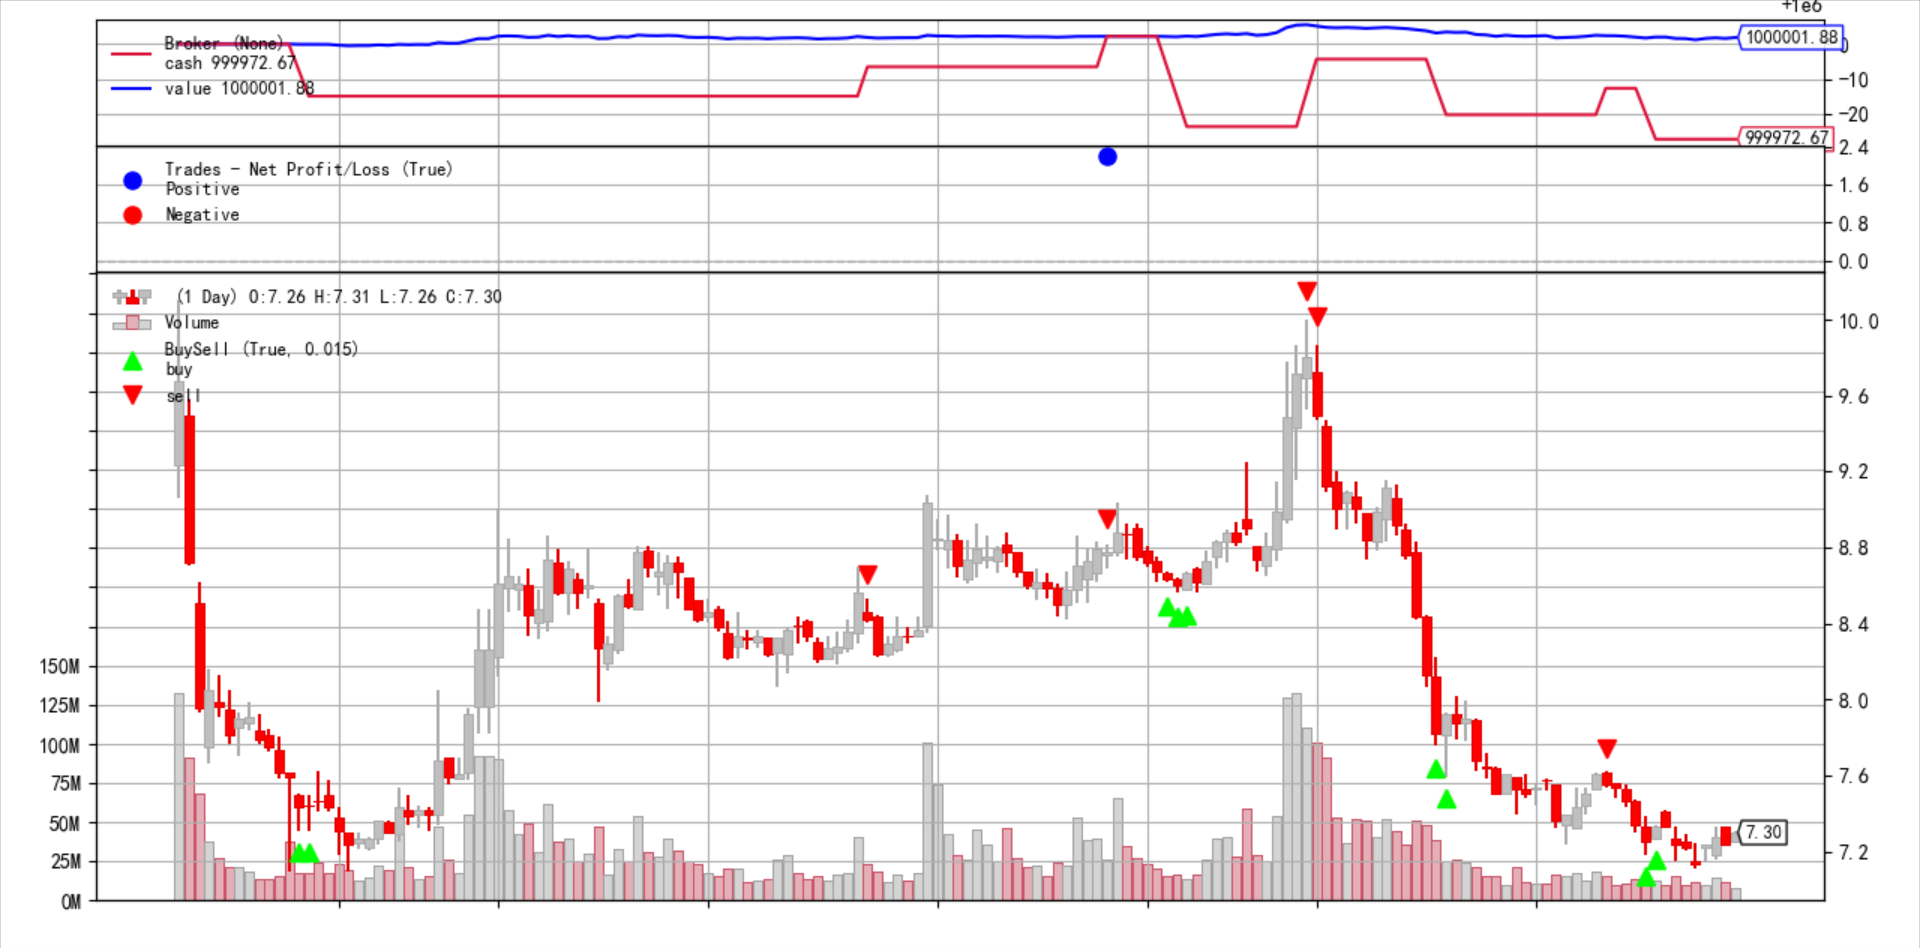 +1e6
Broker (None)
cash 999972.67
value 1000001.88
1000001.88
0
−10
−20
999972.67
Trades - Net Profit/Loss (True)
Positive
Negative
2.4
1.6
0.8
0.0
(1 Day) O:7.26 H:7.31 L:7.26 C:7.30
Volume
BuySell (True, 0.015)
buy
sell
10.0
9.6
9.2
8.8
8.4
8.0
7.6
7.30
7.2
150M
125M
100M
75M
50M
25M
0M